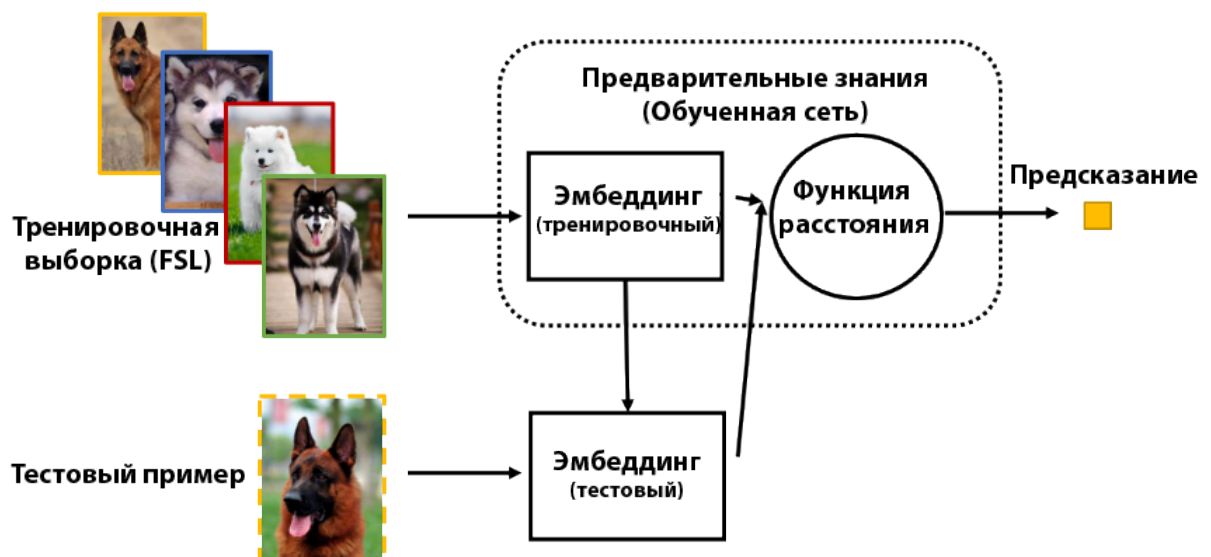 Предварительные знания
(Обученная сеть)
Эмбеддинг
(тренировочный)
Функция
расстояния
Предсказание
Тренировочная
выборка (FSL)
Тестовый пример
Эмбеддинг
(тестовый)